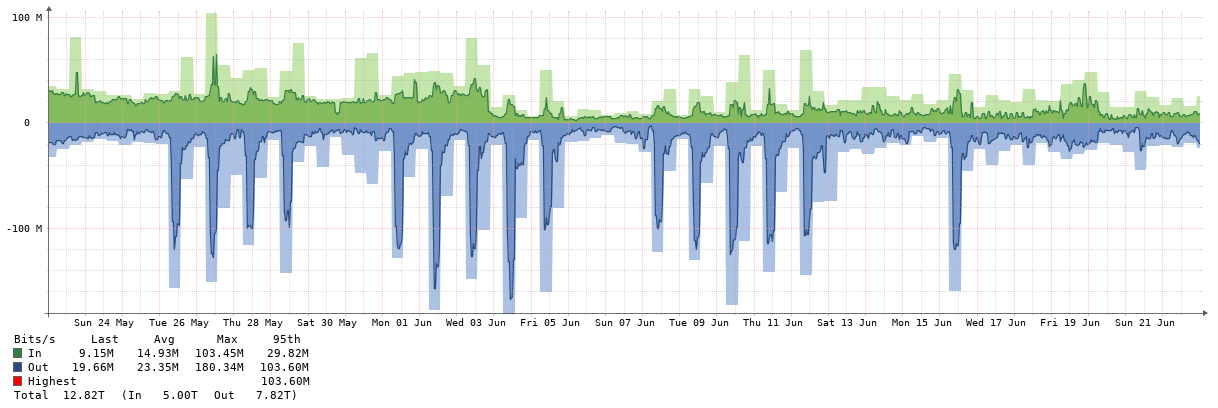 100 M
0
-100 M
Sun 24 May Tue 26 May Thu 28 May Sat 30 May Mon 01 Jun Wed 03 Jun Fri 05 Jun Sun 07 Jun Tue 09 Jun Thu 11 Jun Sat 13 Jun Mon 15 Jun Wed 17 Jun Fri 19 Jun Sun 21 Jun
Bits/s Last Avg Max 95th
In 9.15M 14.93M 103.45M 29.82M
Out 19.66M 23.35M 180.34M 103.60M
Highest 103.60M
Total 12.82T (In 5.00T Out 7.82T)